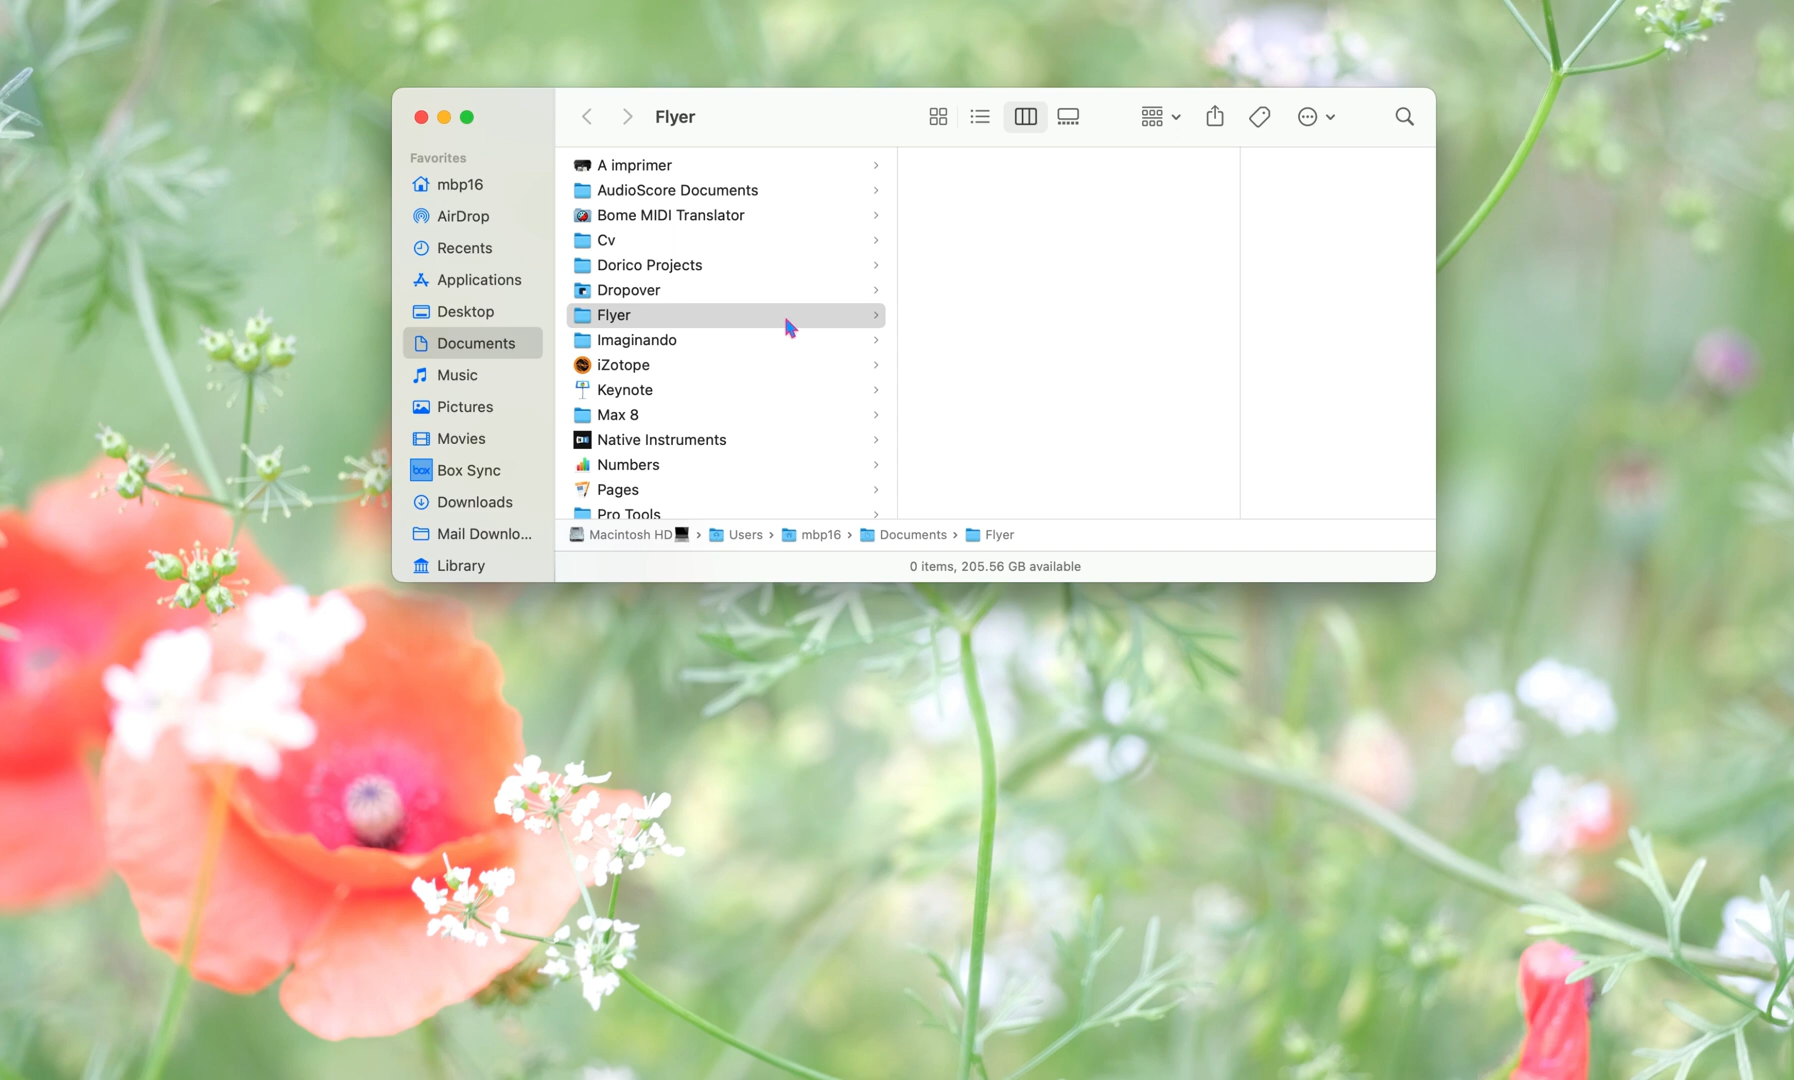 Flyer
Favorites
mbp16
AirDrop
Recents
Applications
Desktop
Documents
Music
Pictures
Movies
box Box Sync
Downloads
Mail Downlo...
Library
A imprimer
AudioScore Documents
Bome MIDI Translator
Cv
Dorico Projects
Dropover
Flyer
Imaginando
iZotope
Keynote
Max 8
Native Instruments
Numbers
Pages
Pro Tools
Macintosh HD › Users › mbp16 › Documents › Flyer
0 items, 205.56 GB available